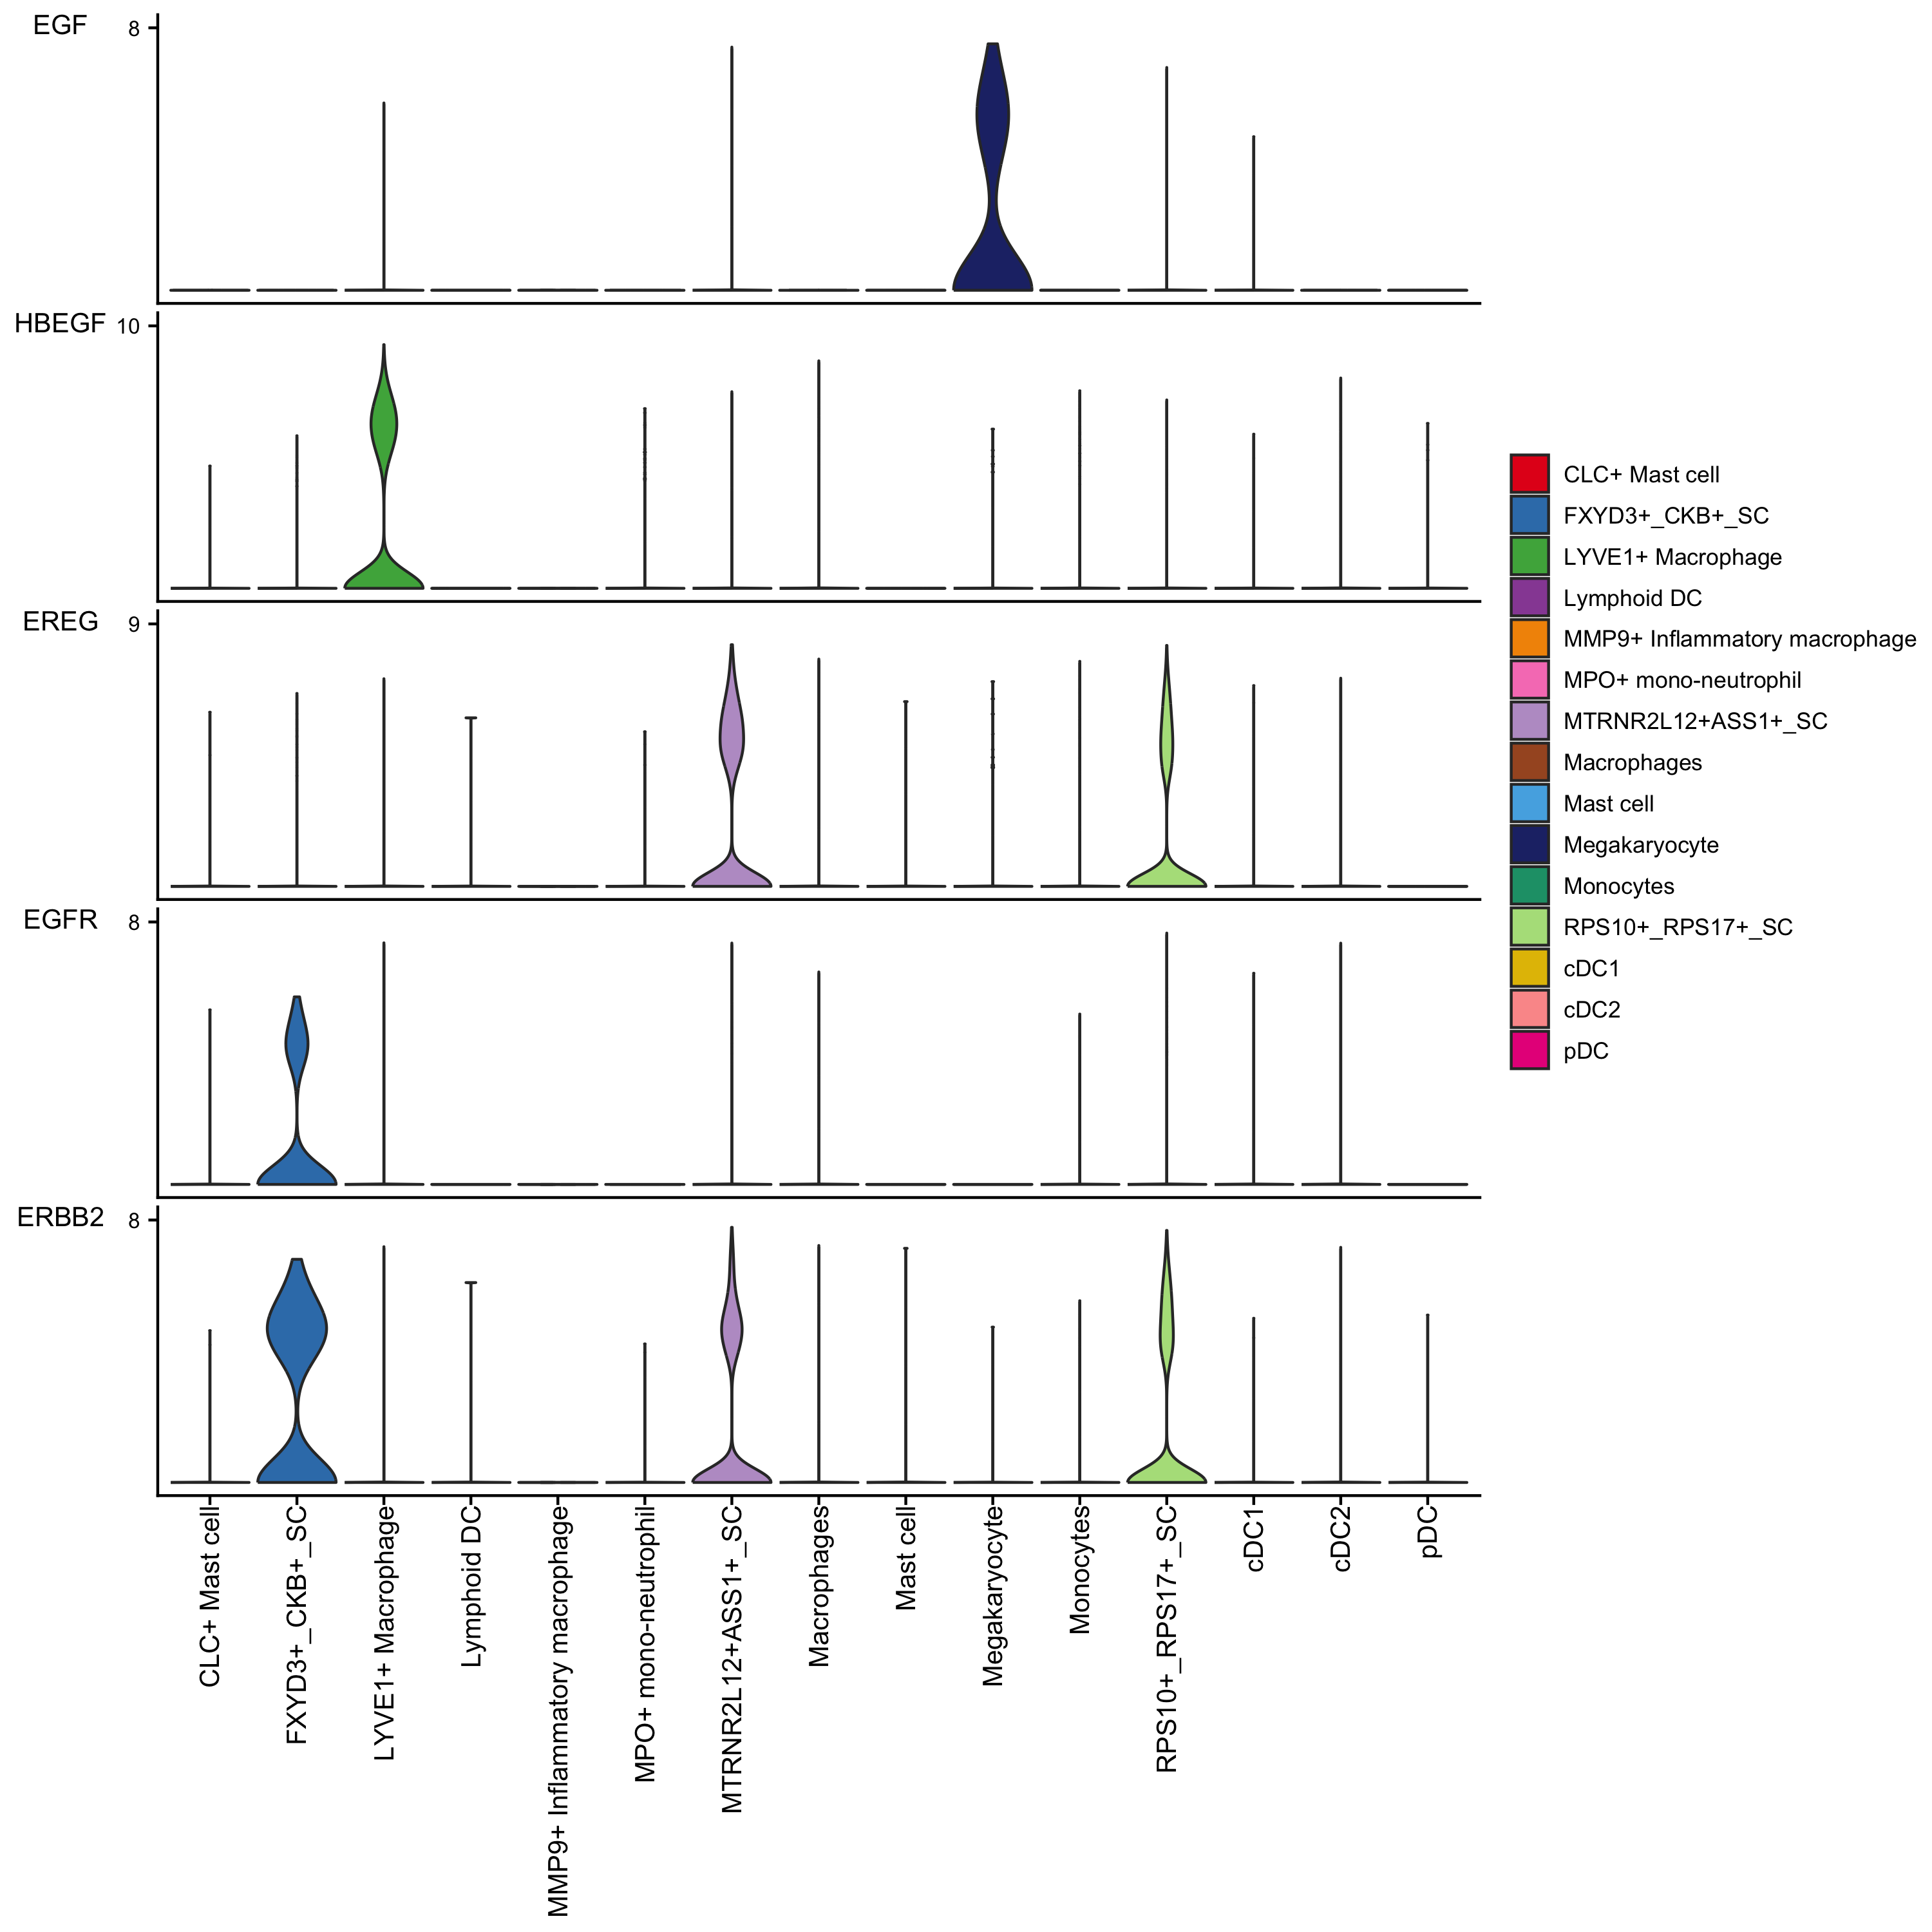 EGF
8
HBEGF
10
EREG
9
EGFR
8
ERBB2
8
CLC+ Mast cell
FXYD3+_CKB+_SC
LYVE1+ Macrophage
Lymphoid DC
MMP9+ Inflammatory macrophage
MPO+ mono-neutrophil
MTRNR2L12+ASS1+_SC
Macrophages
Mast cell
Megakaryocyte
Monocytes
RPS10+_RPS17+_SC
cDC1
cDC2
pDC
CLC+ Mast cell
FXYD3+_CKB+_SC
LYVE1+ Macrophage
Lymphoid DC
MMP9+ Inflammatory macrophage
MPO+ mono-neutrophil
MTRNR2L12+ASS1+_SC
Macrophages
Mast cell
Megakaryocyte
Monocytes
RPS10+_RPS17+_SC
cDC1
cDC2
pDC